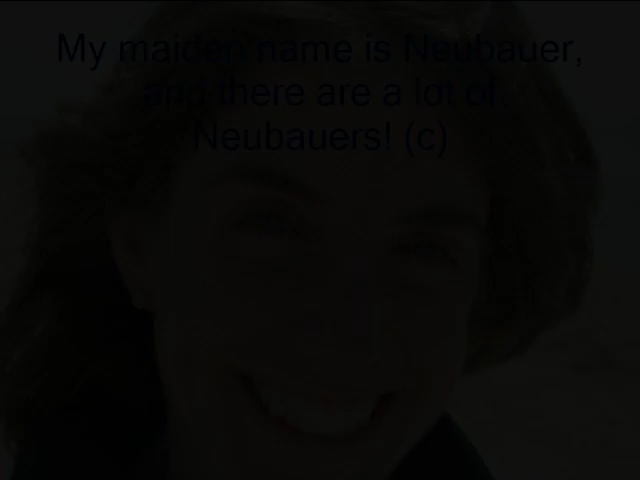 My maiden name is Neubauer,
and there are a lot of
Neubauers! (c)